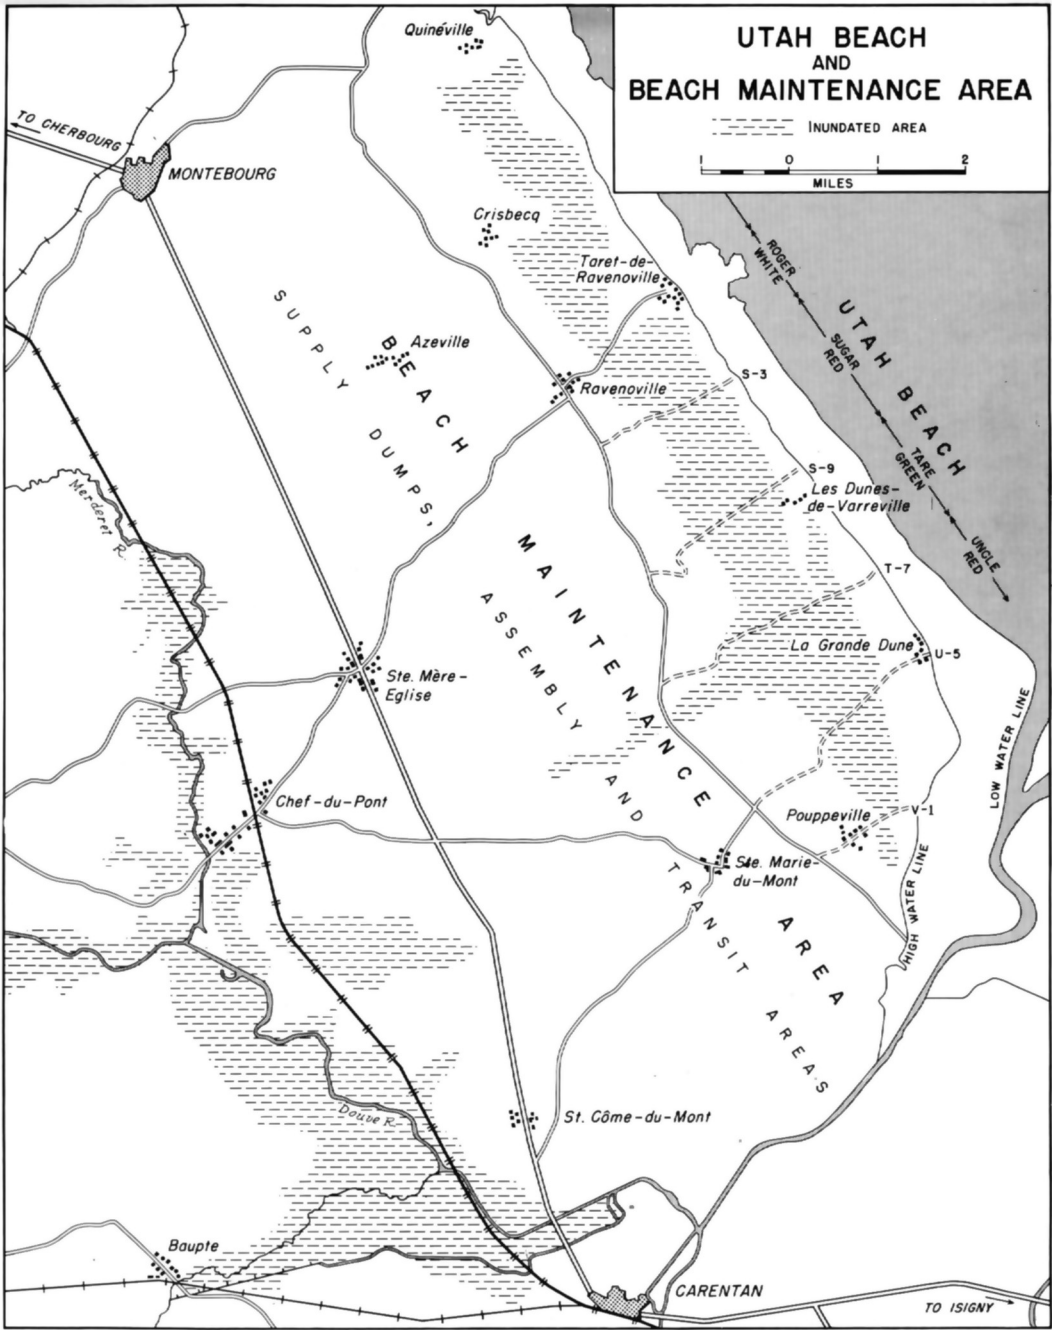 UTAH BEACH
AND
BEACH MAINTENANCE AREA
INUNDATED AREA
1 0 1 2
MILES
Quinéville
TO CHERBOURG
MONTEBOURG
Crisbecq
Taret-de-
Ravenoville
ROGER
WHITE
UTAH BEACH
SUGAR
RED
TARE
GREEN
UNCLE
RED
Azeville
Ravenoville
S-3
S-9
Les Dunes-
de-Varreville
T-7
Merderet
R.
BEACH
MAINTENANCE
AREA
SUPPLY DUMPS,
ASSEMBLY AND
TRANSIT AREAS
La Grande Dune
U-5
Ste. Mère-
Eglise
LOW WATER LINE
Chef-du-Pont
Pouppeville
V-1
Ste. Marie-
du-Mont
HIGH WATER LINE
Douve R.
St. Côme-du-Mont
Baupte
CARENTAN
TO ISIGNY